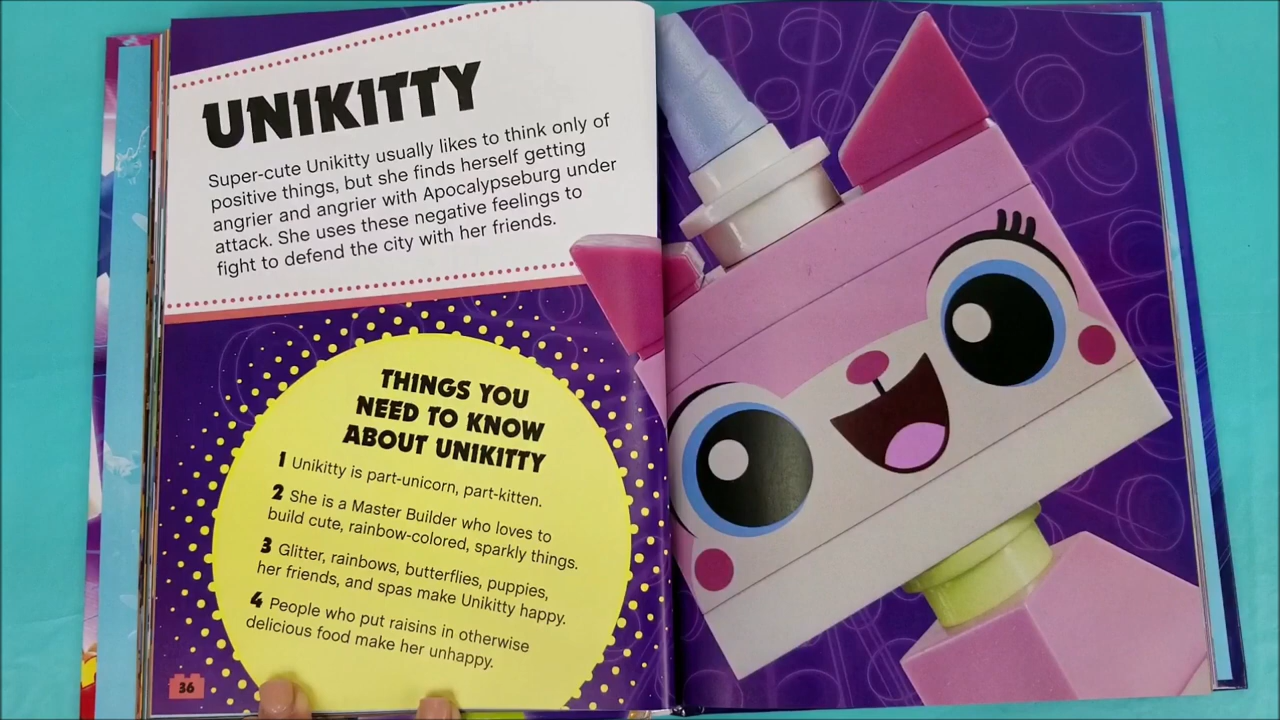 UNIKITTY
Super-cute Unikitty usually likes to think only of
positive things, but she finds herself getting
angrier and angrier with Apocalypseburg under
attack. She uses these negative feelings to
fight to defend the city with her friends.
THINGS YOU
NEED TO KNOW
ABOUT UNIKITTY
1 Unikitty is part-unicorn, part-kitten.
2 She is a Master Builder who loves to
build cute, rainbow-colored, sparkly things.
3 Glitter, rainbows, butterflies, puppies,
her friends, and spas make Unikitty happy.
4 People who put raisins in otherwise
delicious food make her unhappy.
36